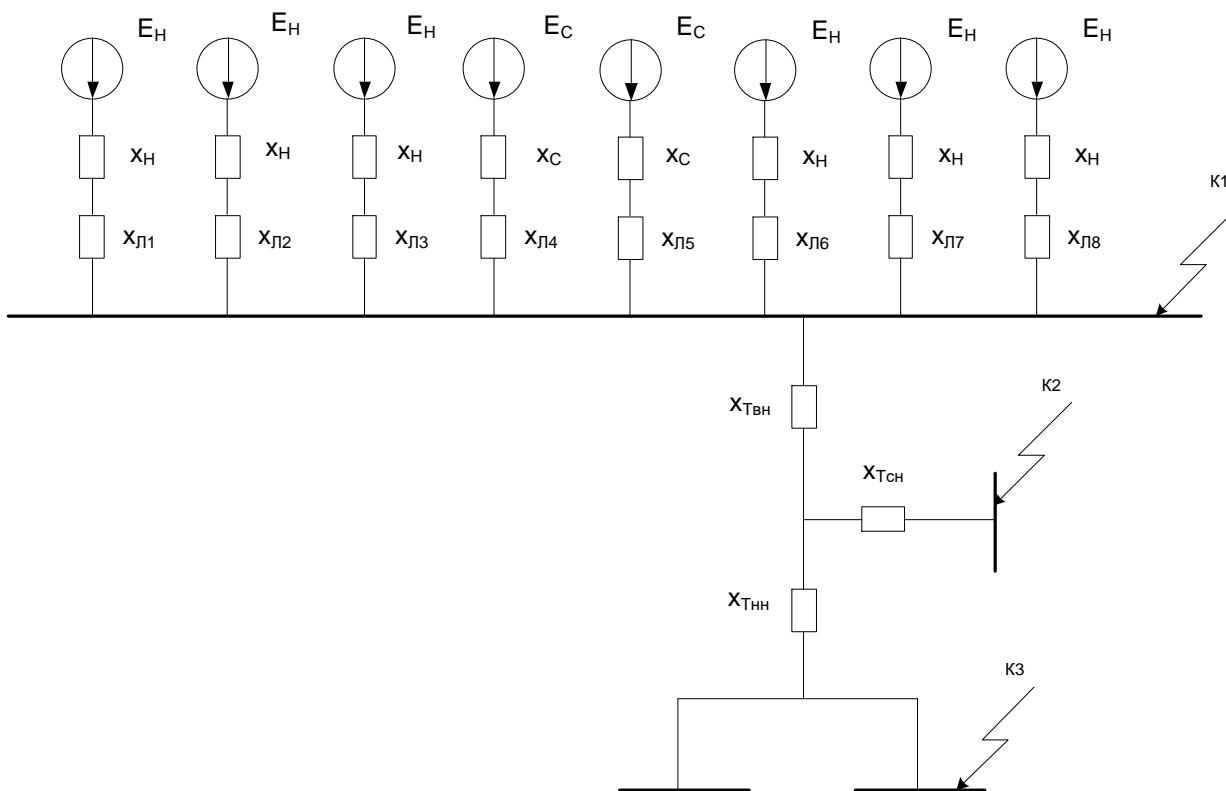 Eн Eн Eн Eс Eс Eн Eн Eн
xн xн xн xс xс xн xн xн
xЛ1 xЛ2 xЛ3 xЛ4 xЛ5 xЛ6 xЛ7 xЛ8
К1
xТвн
К2
xТсн
xТнн
К3